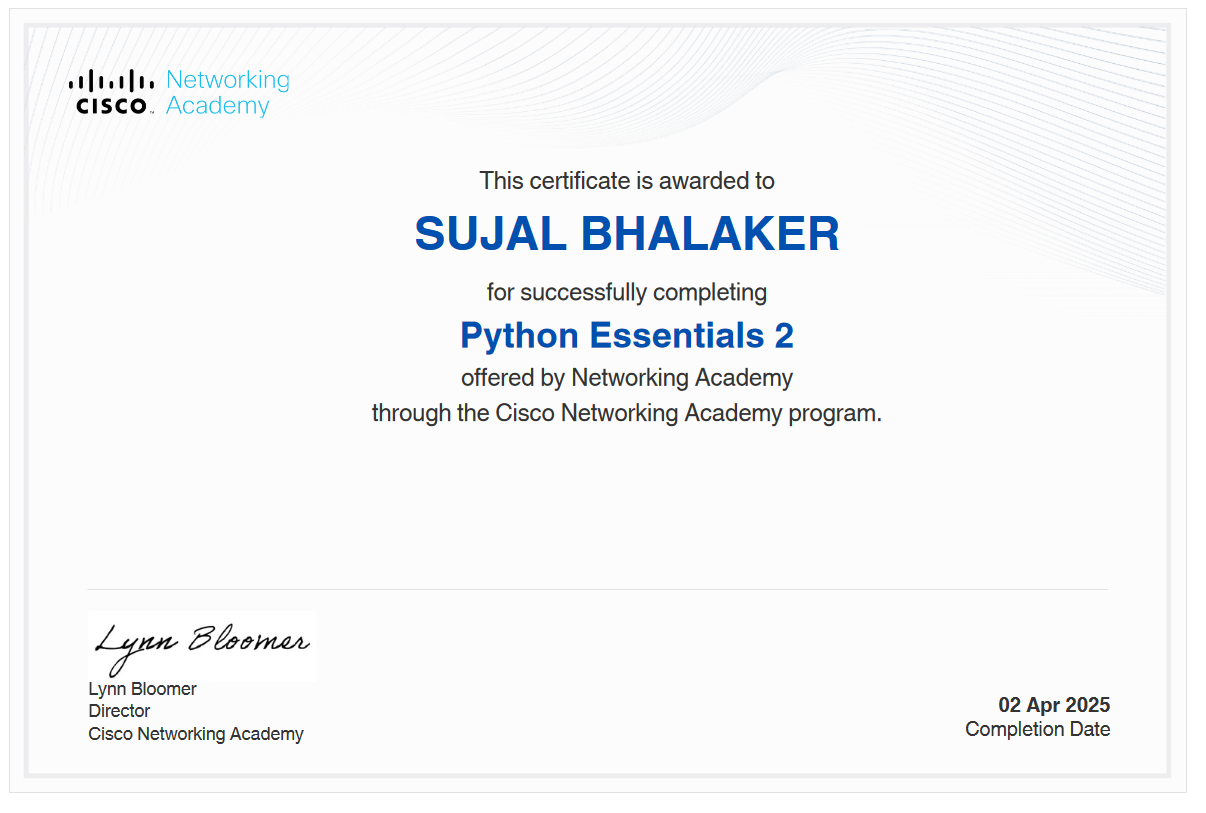 CISCO™ Networking
Academy
This certificate is awarded to
SUJAL BHALAKER
for successfully completing
Python Essentials 2
offered by Networking Academy
through the Cisco Networking Academy program.
Lynn Bloomer
Lynn Bloomer
Director
Cisco Networking Academy
02 Apr 2025
Completion Date